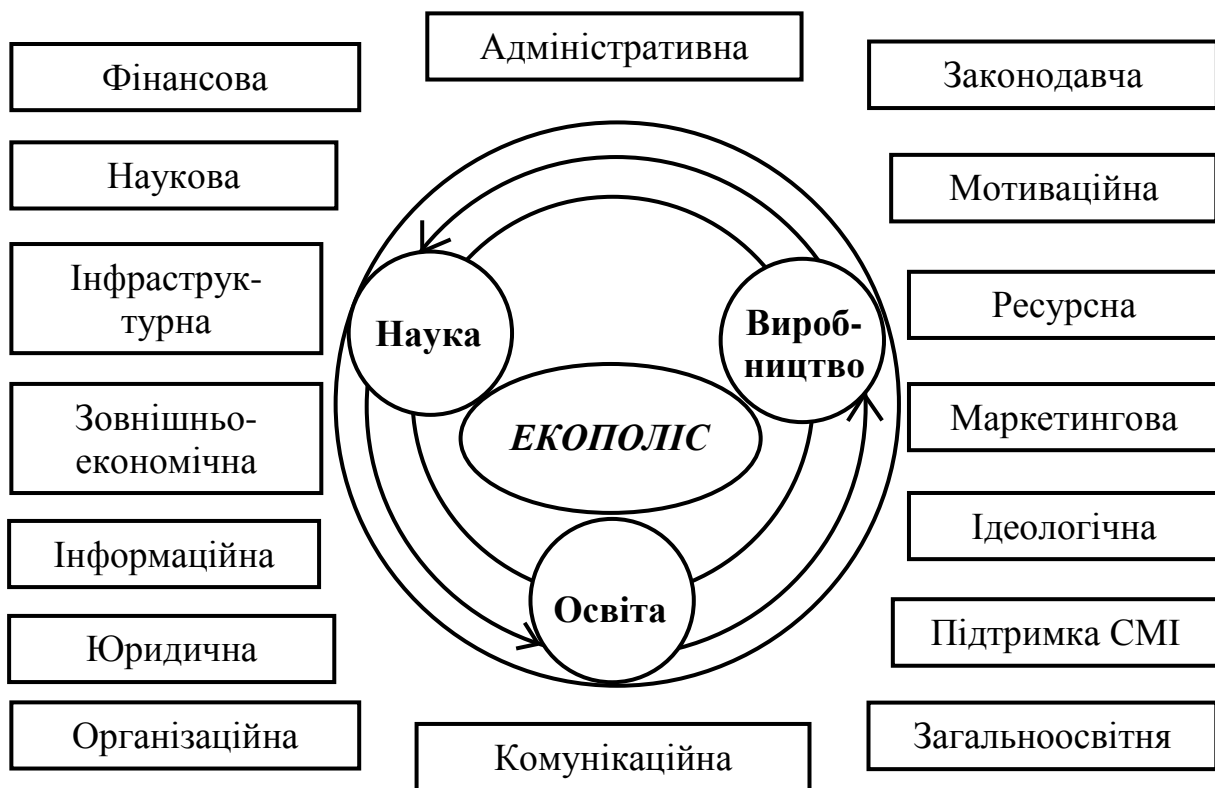 Адміністративна
Фінансова
Законодавча
Наукова
Мотиваційна
Інфраструк-
турна
Ресурсна
Наука
Вироб-
ництво
Зовнішньо-
економічна
Маркетингова
ЕКОПОЛІС
Інформаційна
Ідеологічна
Освіта
Юридична
Підтримка СМІ
Організаційна
Комунікаційна
Загальноосвітня